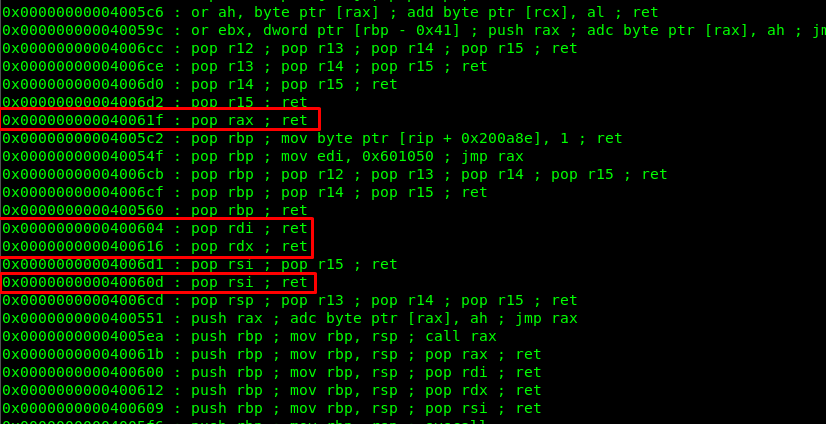 0x00000000004005c6 : or ah, byte ptr [rax] ; add byte ptr [rcx], al ; ret
0x000000000040059c : or ebx, dword ptr [rbp - 0x41] ; push rax ; adc byte ptr [rax], ah ; jm
0x00000000004006cc : pop r12 ; pop r13 ; pop r14 ; pop r15 ; ret
0x00000000004006ce : pop r13 ; pop r14 ; pop r15 ; ret
0x00000000004006d0 : pop r14 ; pop r15 ; ret
0x00000000004006d2 : pop r15 ; ret
0x000000000040061f : pop rax ; ret
0x00000000004005c2 : pop rbp ; mov byte ptr [rip + 0x200a8e], 1 ; ret
0x000000000040054f : pop rbp ; mov edi, 0x601050 ; jmp rax
0x00000000004006cb : pop rbp ; pop r12 ; pop r13 ; pop r14 ; pop r15 ; ret
0x00000000004006cf : pop rbp ; pop r14 ; pop r15 ; ret
0x0000000000400560 : pop rbp ; ret
0x0000000000400604 : pop rdi ; ret
0x0000000000400616 : pop rdx ; ret
0x00000000004006d1 : pop rsi ; pop r15 ; ret
0x000000000040060d : pop rsi ; ret
0x00000000004006cd : pop rsp ; pop r13 ; pop r14 ; pop r15 ; ret
0x0000000000400551 : push rax ; adc byte ptr [rax], ah ; jmp rax
0x00000000004005ea : push rbp ; mov rbp, rsp ; call rax
0x000000000040061b : push rbp ; mov rbp, rsp ; pop rax ; ret
0x0000000000400600 : push rbp ; mov rbp, rsp ; pop rdi ; ret
0x0000000000400612 : push rbp ; mov rbp, rsp ; pop rdx ; ret
0x0000000000400609 : push rbp ; mov rbp, rsp ; pop rsi ; ret
0x00000000004005f6 : push rbp ; mov rbp, rsp ; syscall